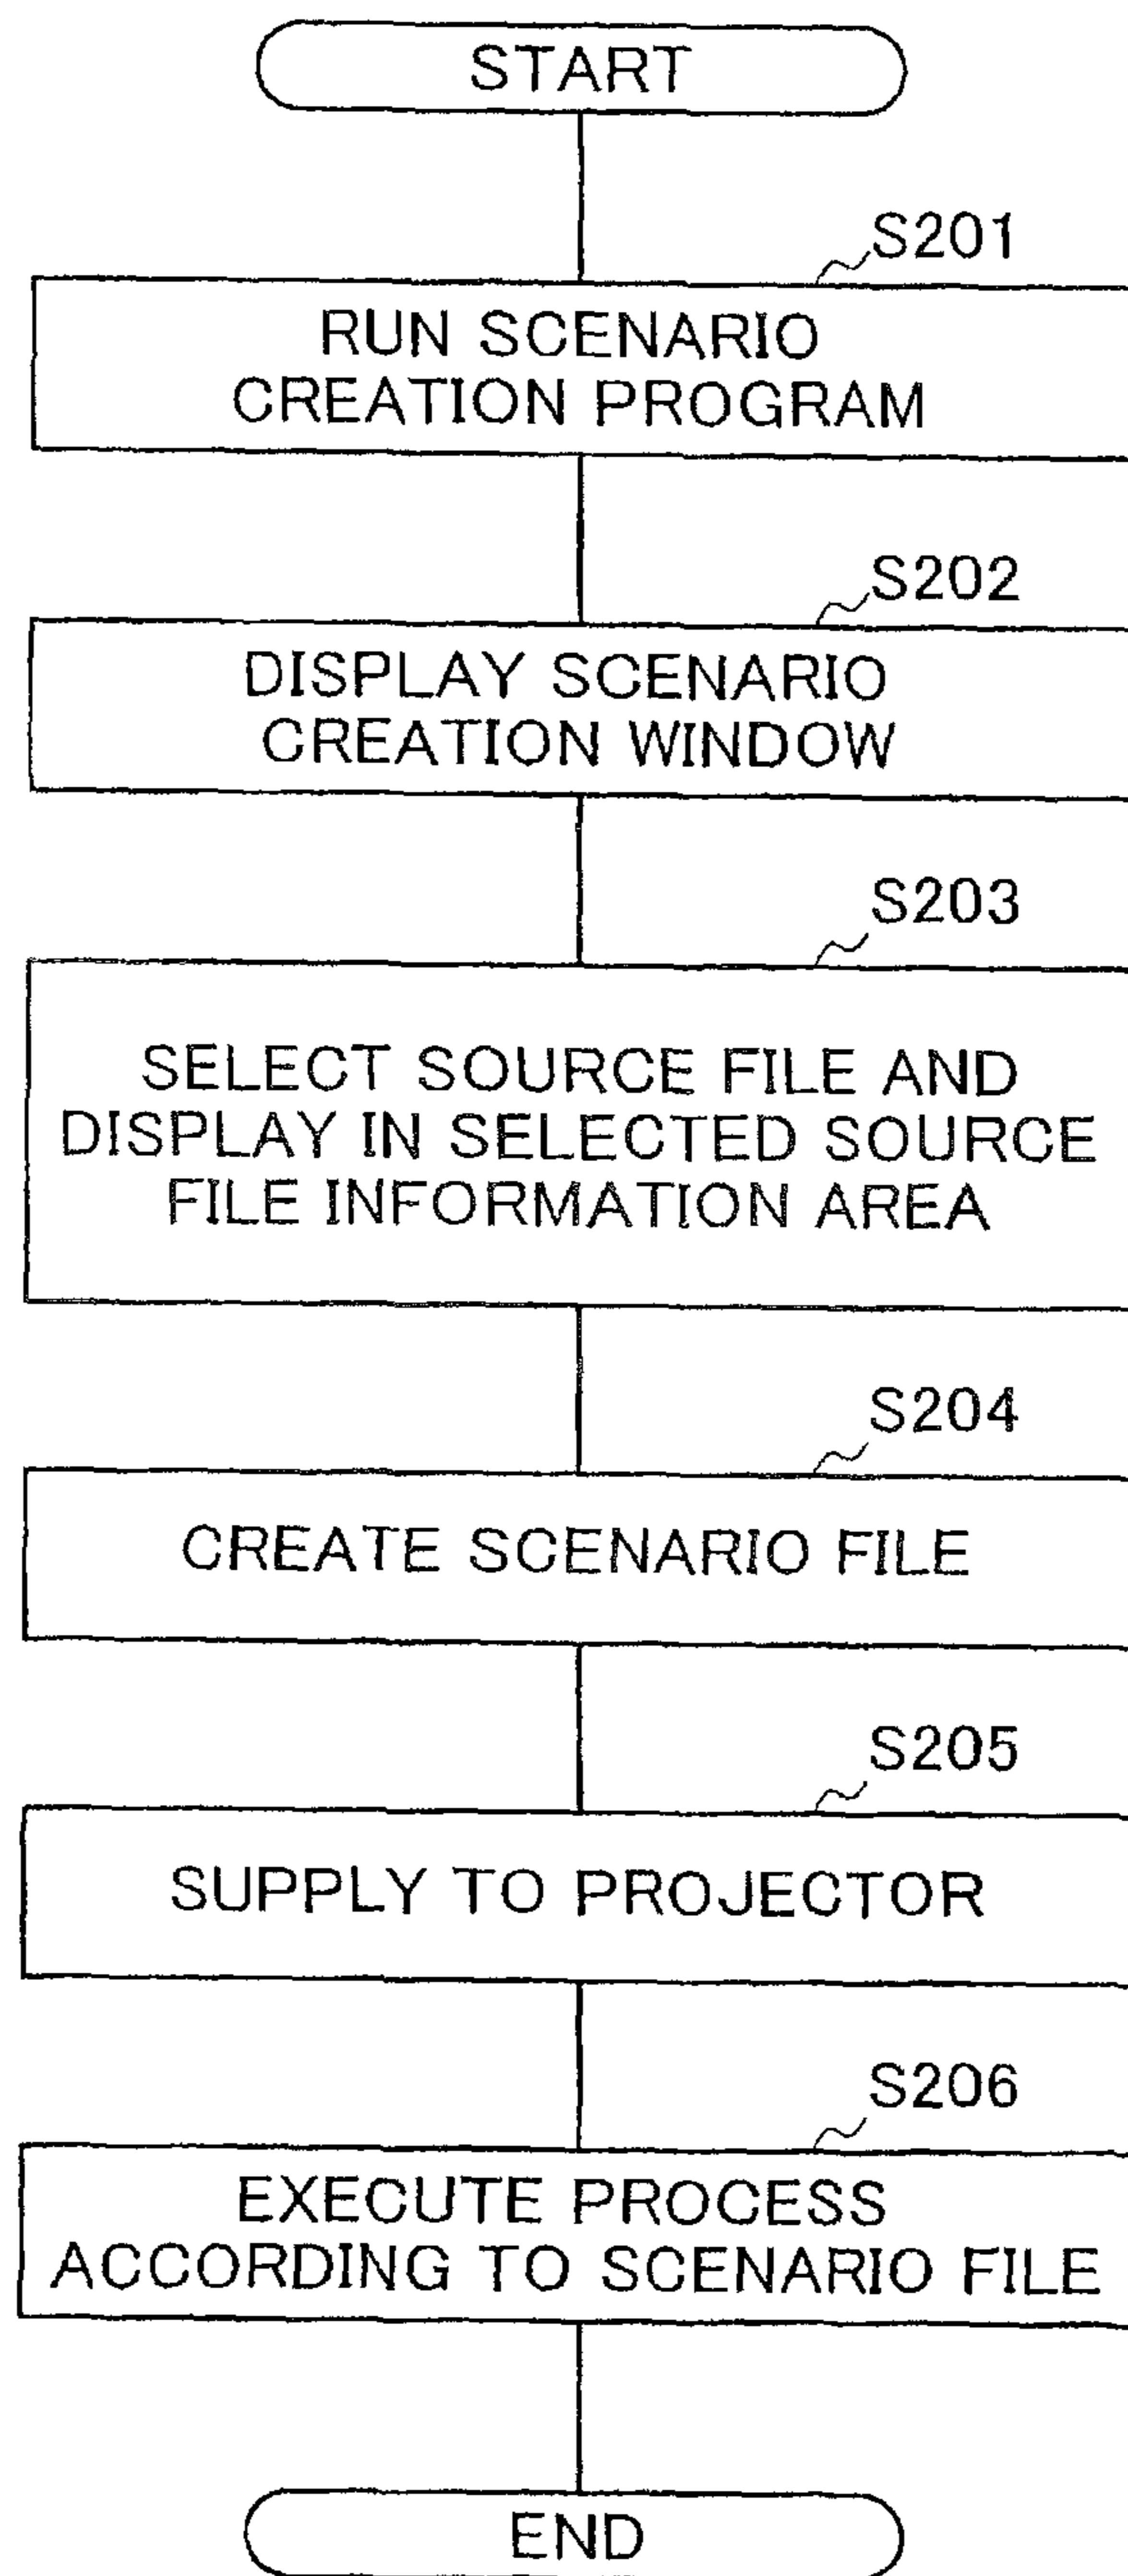 START
S201
RUN SCENARIO
CREATION PROGRAM
S202
DISPLAY SCENARIO
CREATION WINDOW
S203
SELECT SOURCE FILE AND
DISPLAY IN SELECTED SOURCE
FILE INFORMATION AREA
S204
CREATE SCENARIO FILE
S205
SUPPLY TO PROJECTOR
S206
EXECUTE PROCESS
ACCORDING TO SCENARIO FILE
END